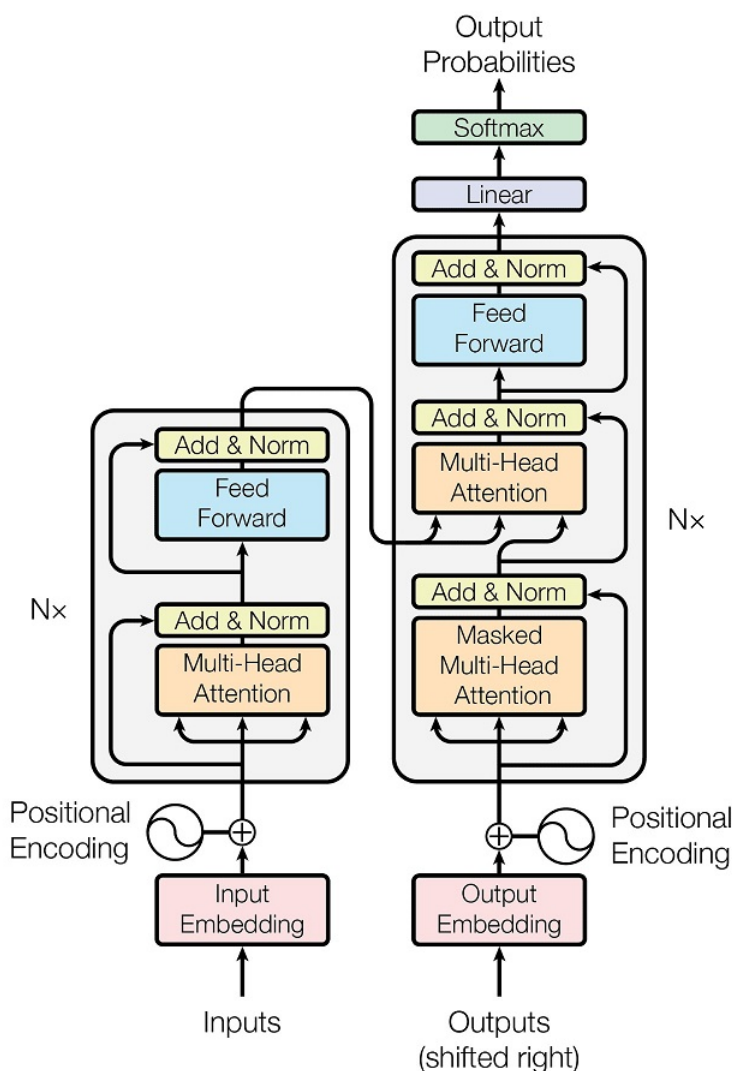 Output
Probabilities
Softmax
Linear
Add & Norm
Feed
Forward
Add & Norm
Multi-Head
Attention
Add & Norm
Masked
Multi-Head
Attention
N×
Add & Norm
Feed
Forward
Add & Norm
Multi-Head
Attention
N×
Positional
Encoding
Positional
Encoding
Input
Embedding
Output
Embedding
Inputs
Outputs
(shifted right)